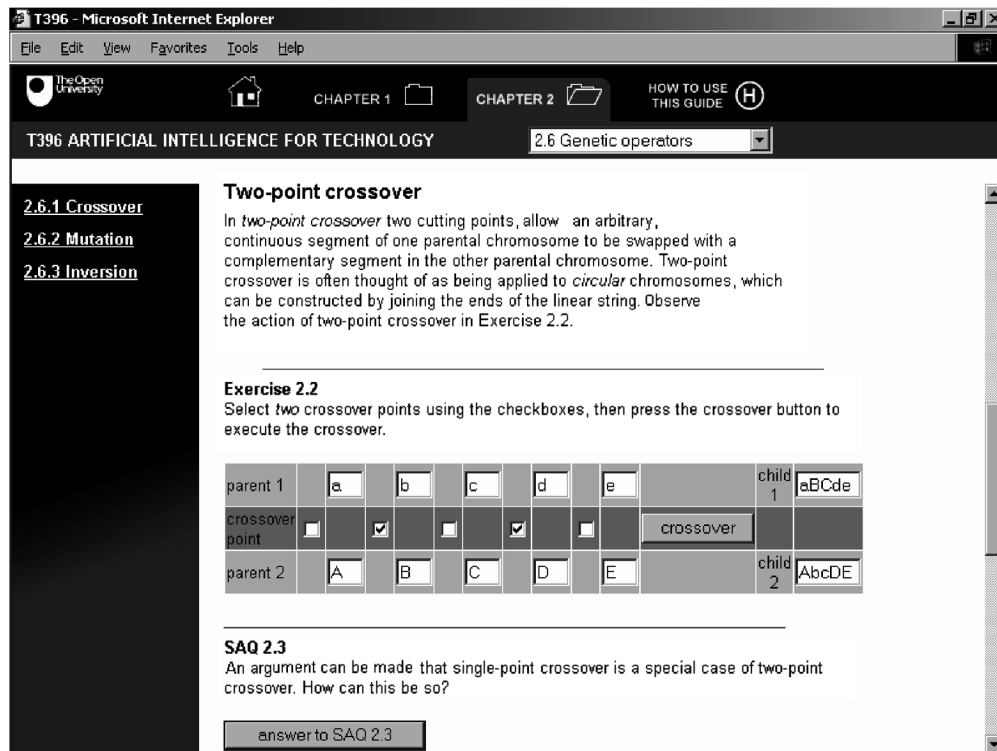 T396 - Microsoft Internet Explorer
File Edit View Favorites Tools Help
The Open
University
CHAPTER 1
CHAPTER 2
HOW TO USE
THIS GUIDE
H
T396 ARTIFICIAL INTELLIGENCE FOR TECHNOLOGY
2.6 Genetic operators
2.6.1 Crossover
2.6.2 Mutation
2.6.3 Inversion
Two-point crossover
In two-point crossover two cutting points, allow an arbitrary,
continuous segment of one parental chromosome to be swapped with a
complementary segment in the other parental chromosome. Two-point
crossover is often thought of as being applied to circular chromosomes, which
can be constructed by joining the ends of the linear string. Observe
the action of two-point crossover in Exercise 2.2.
Exercise 2.2
Select two crossover points using the checkboxes, then press the crossover button to
execute the crossover.
parent 1 a b c d e child 1 aBCde
crossover point crossover
parent 2 A B C D E child 2 AbcDE
SAQ 2.3
An argument can be made that single-point crossover is a special case of two-point
crossover. How can this be so?
answer to SAQ 2.3